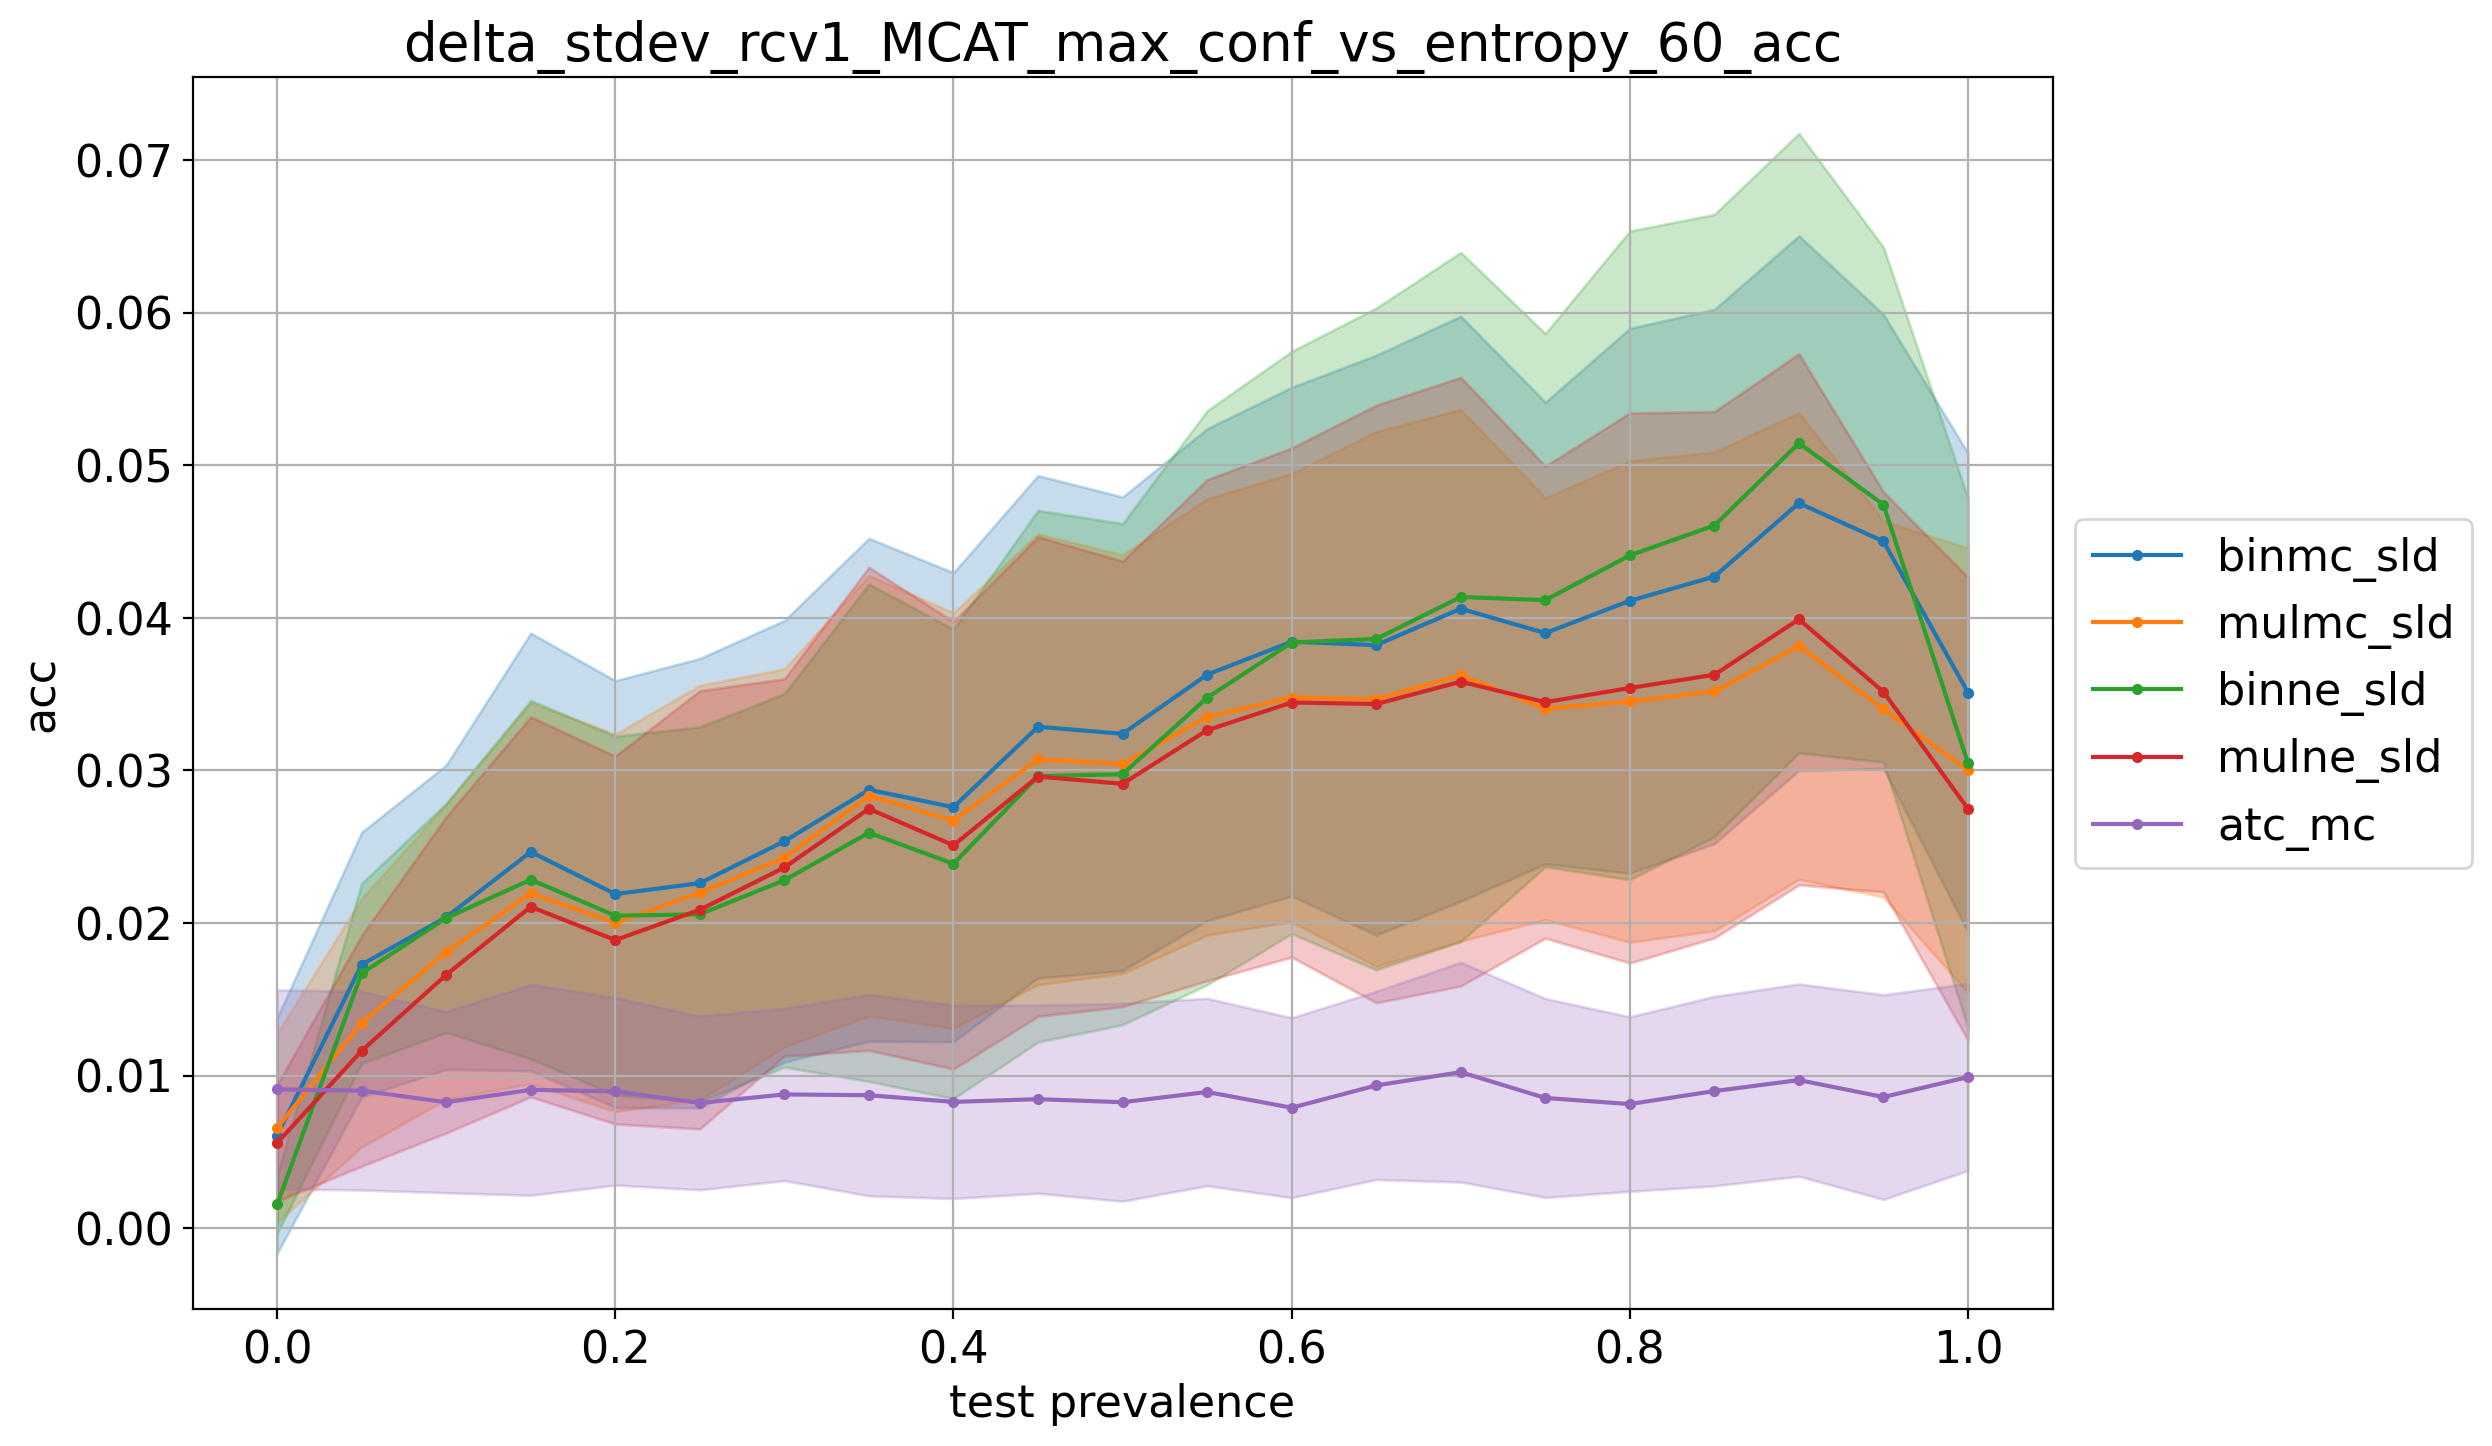 delta_stdev_rcv1_MCAT_max_conf_vs_entropy_60_acc
0.07
0.06
0.05
0.04
0.03
0.02
0.01
0.00
acc
0.0 0.2 0.4 0.6 0.8 1.0
test prevalence
binmc_sld
mulmc_sld
binne_sld
mulne_sld
atc_mc